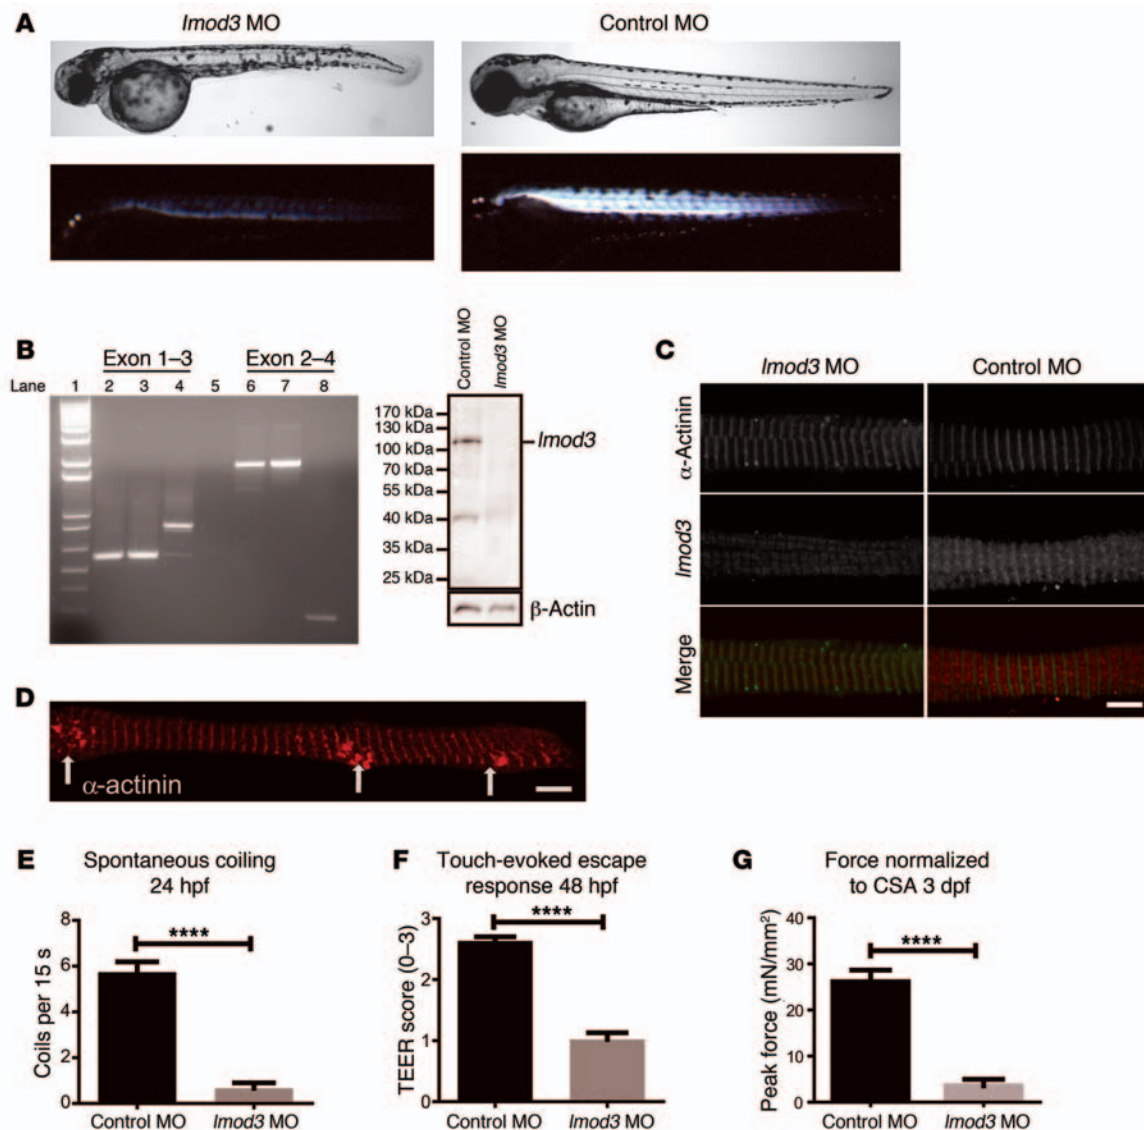 A
lmod3 MO
Control MO
B
Exon 1–3
Exon 2–4
Lane 1 2 3 4 5 6 7 8
Control MO
lmod3 MO
170 kDa
130 kDa
100 kDa
70 kDa
55 kDa
40 kDa
35 kDa
25 kDa
lmod3
β-Actin
C
lmod3 MO
Control MO
α-Actinin
lmod3
Merge
D
α-actinin
E
Spontaneous coiling
24 hpf
Coils per 15 s
8
6
4
2
0
****
Control MO
lmod3 MO
F
Touch-evoked escape
response 48 hpf
TEER score (0–3)
3
2
1
0
****
Control MO
lmod3 MO
G
Force normalized
to CSA 3 dpf
Peak force (mN/mm²)
40
30
20
10
0
****
Control MO
lmod3 MO